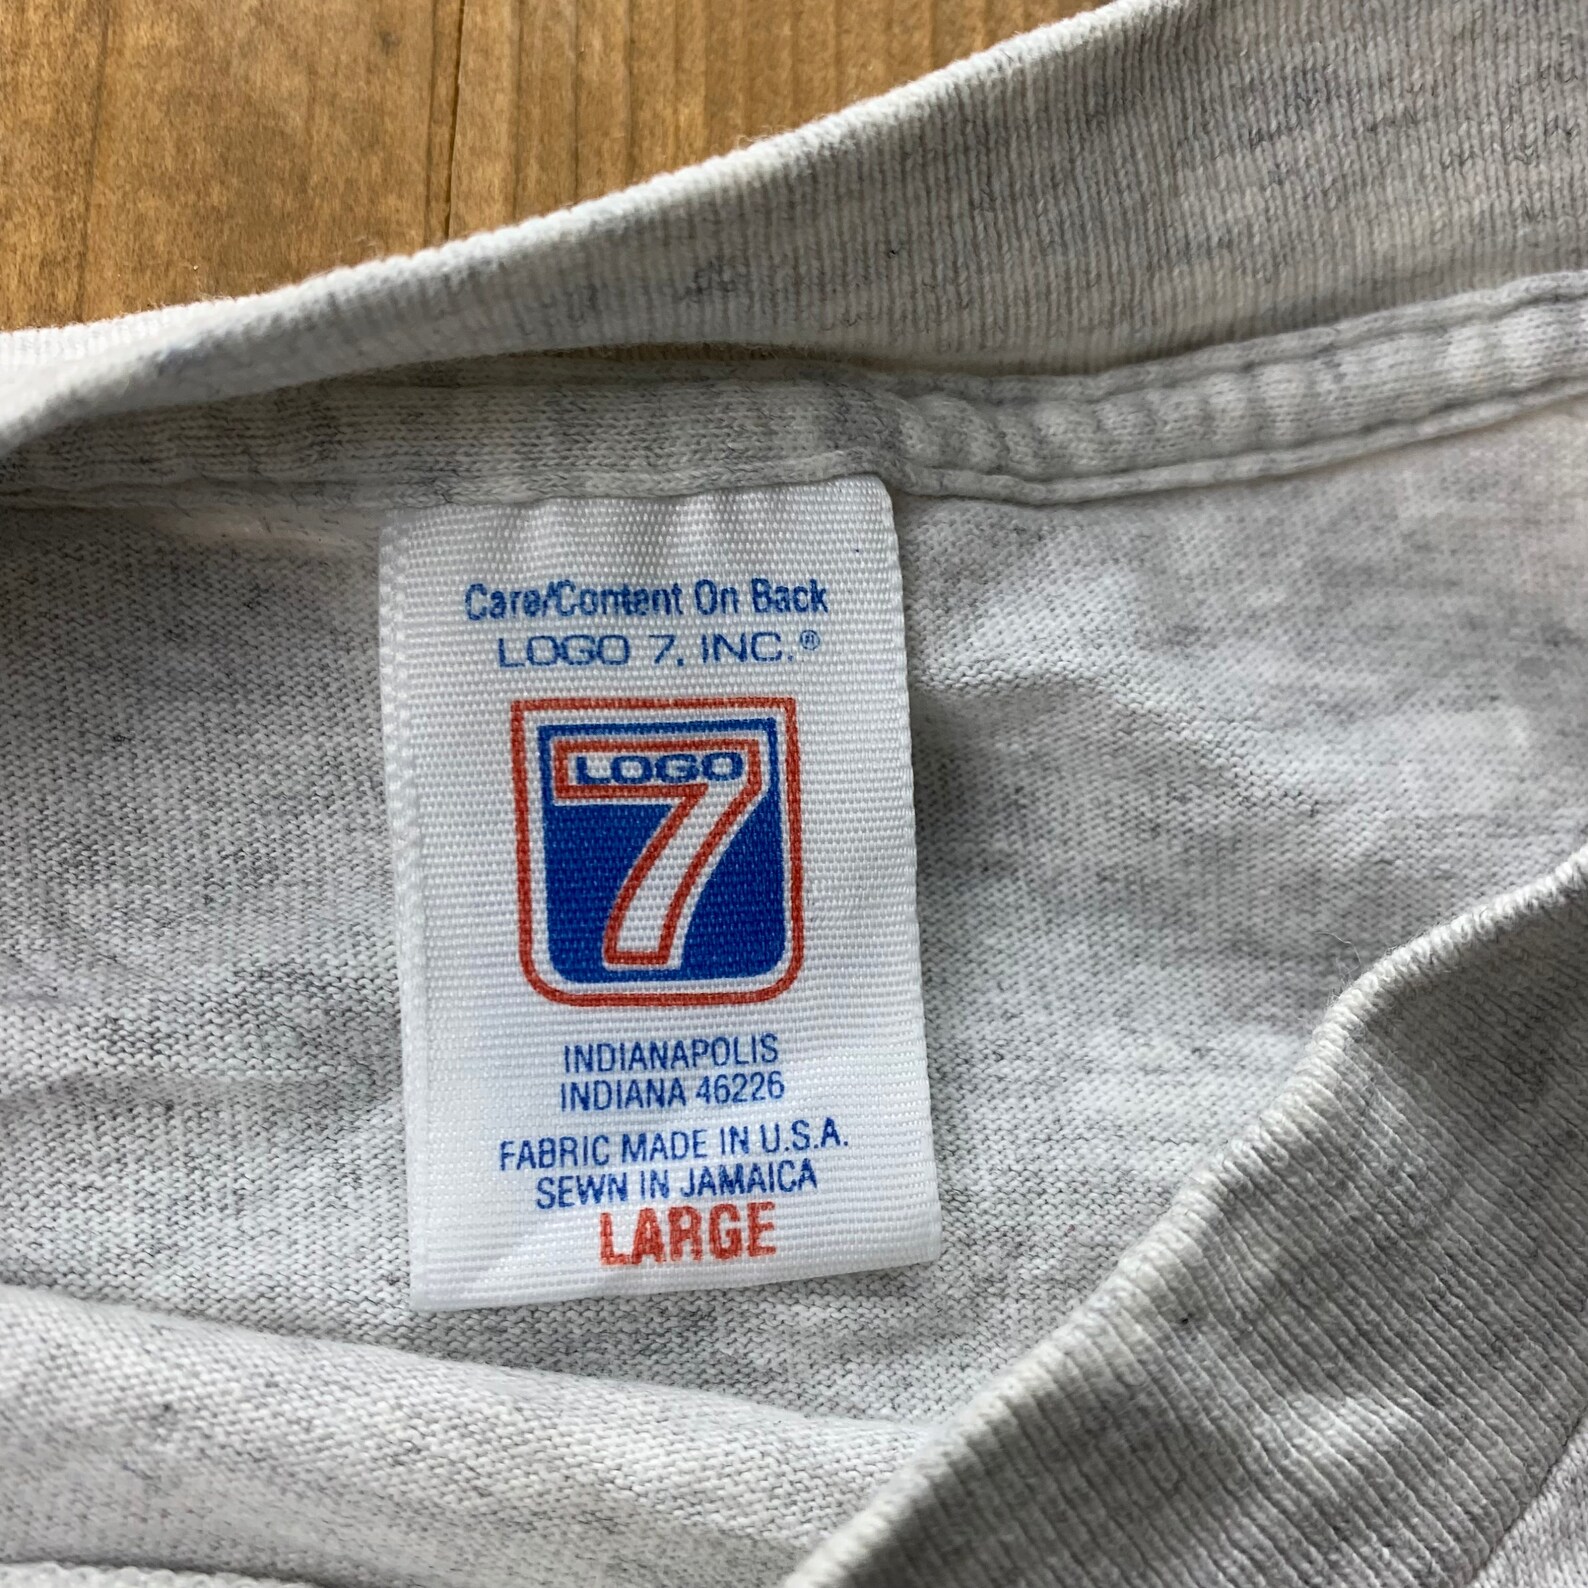 Care/Content On Back
LOGO 7, INC.®
LOGO
7
INDIANAPOLIS
INDIANA 46226
FABRIC MADE IN U.S.A.
SEWN IN JAMAICA
LARGE